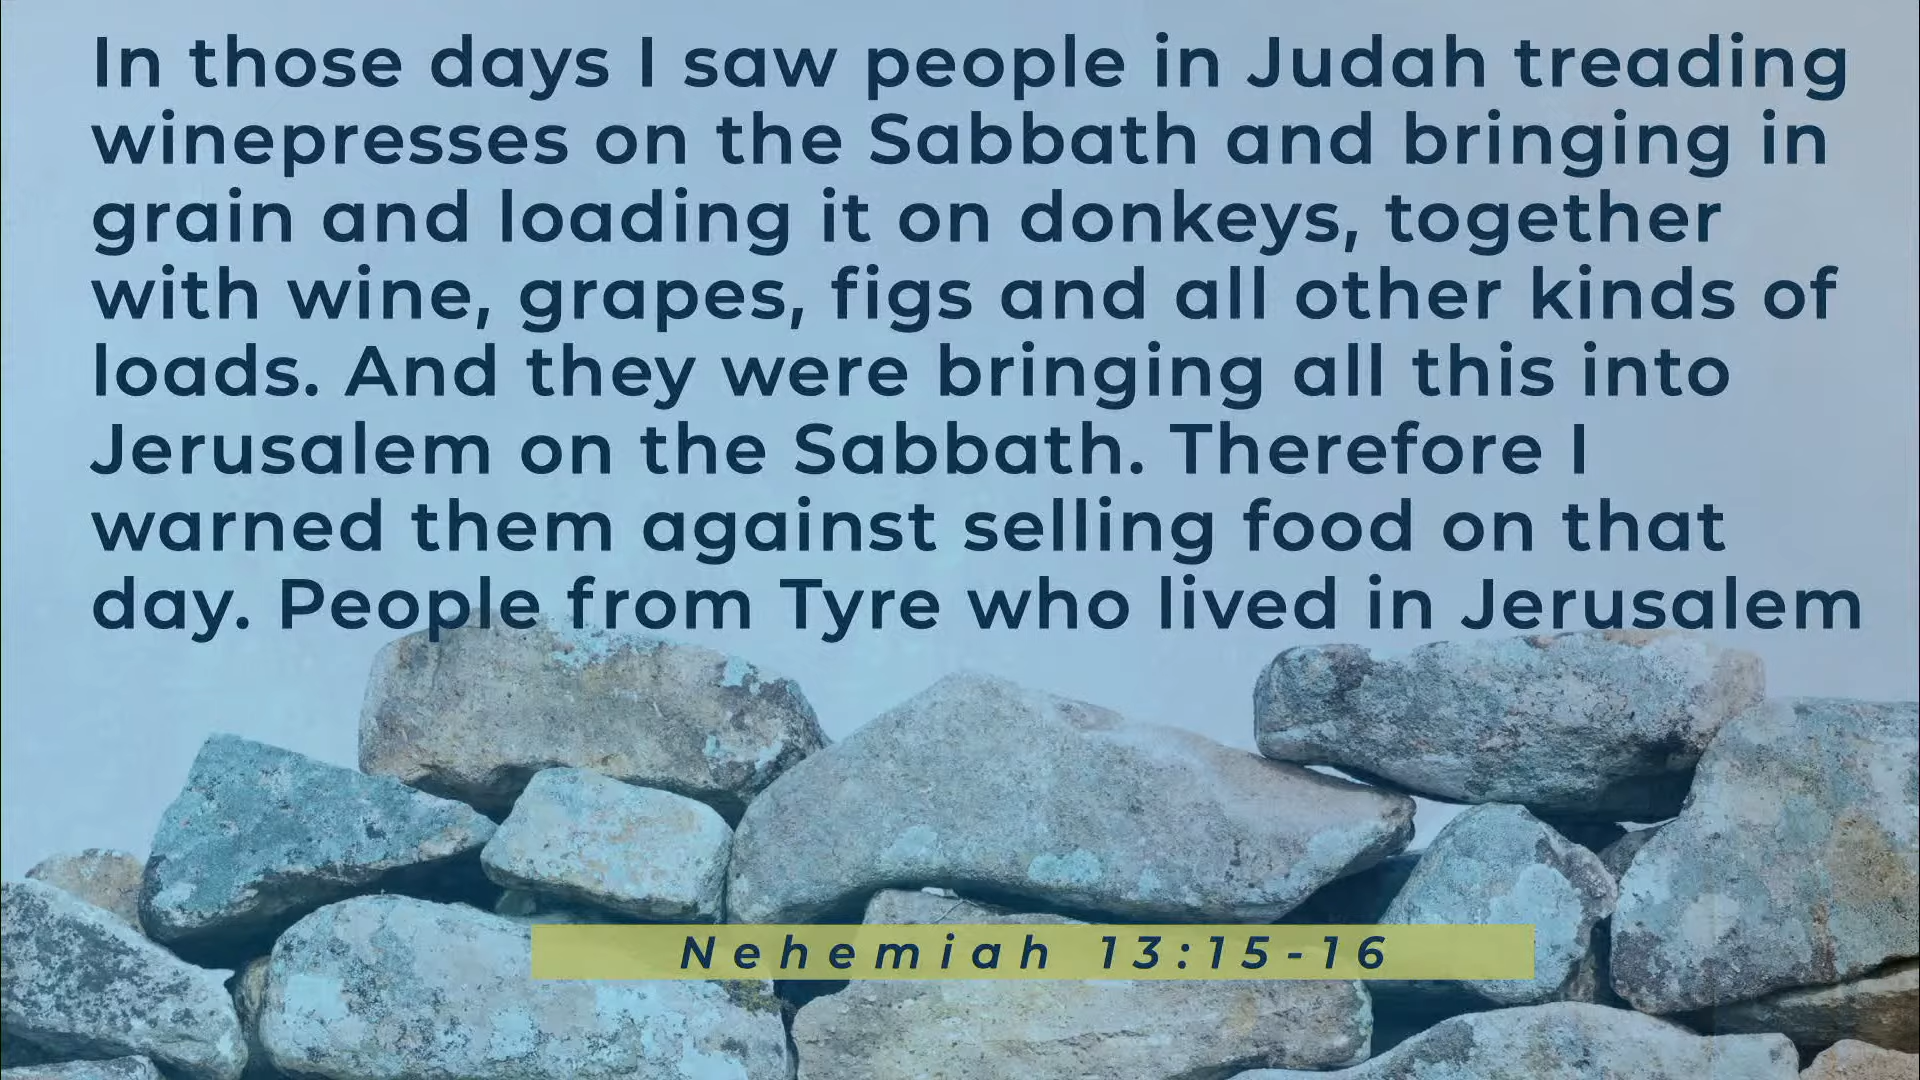 In those days I saw people in Judah treading
winepresses on the Sabbath and bringing in
grain and loading it on donkeys, together
with wine, grapes, figs and all other kinds of
loads. And they were bringing all this into
Jerusalem on the Sabbath. Therefore I
warned them against selling food on that
day. People from Tyre who lived in Jerusalem
Nehemiah 13:15-16